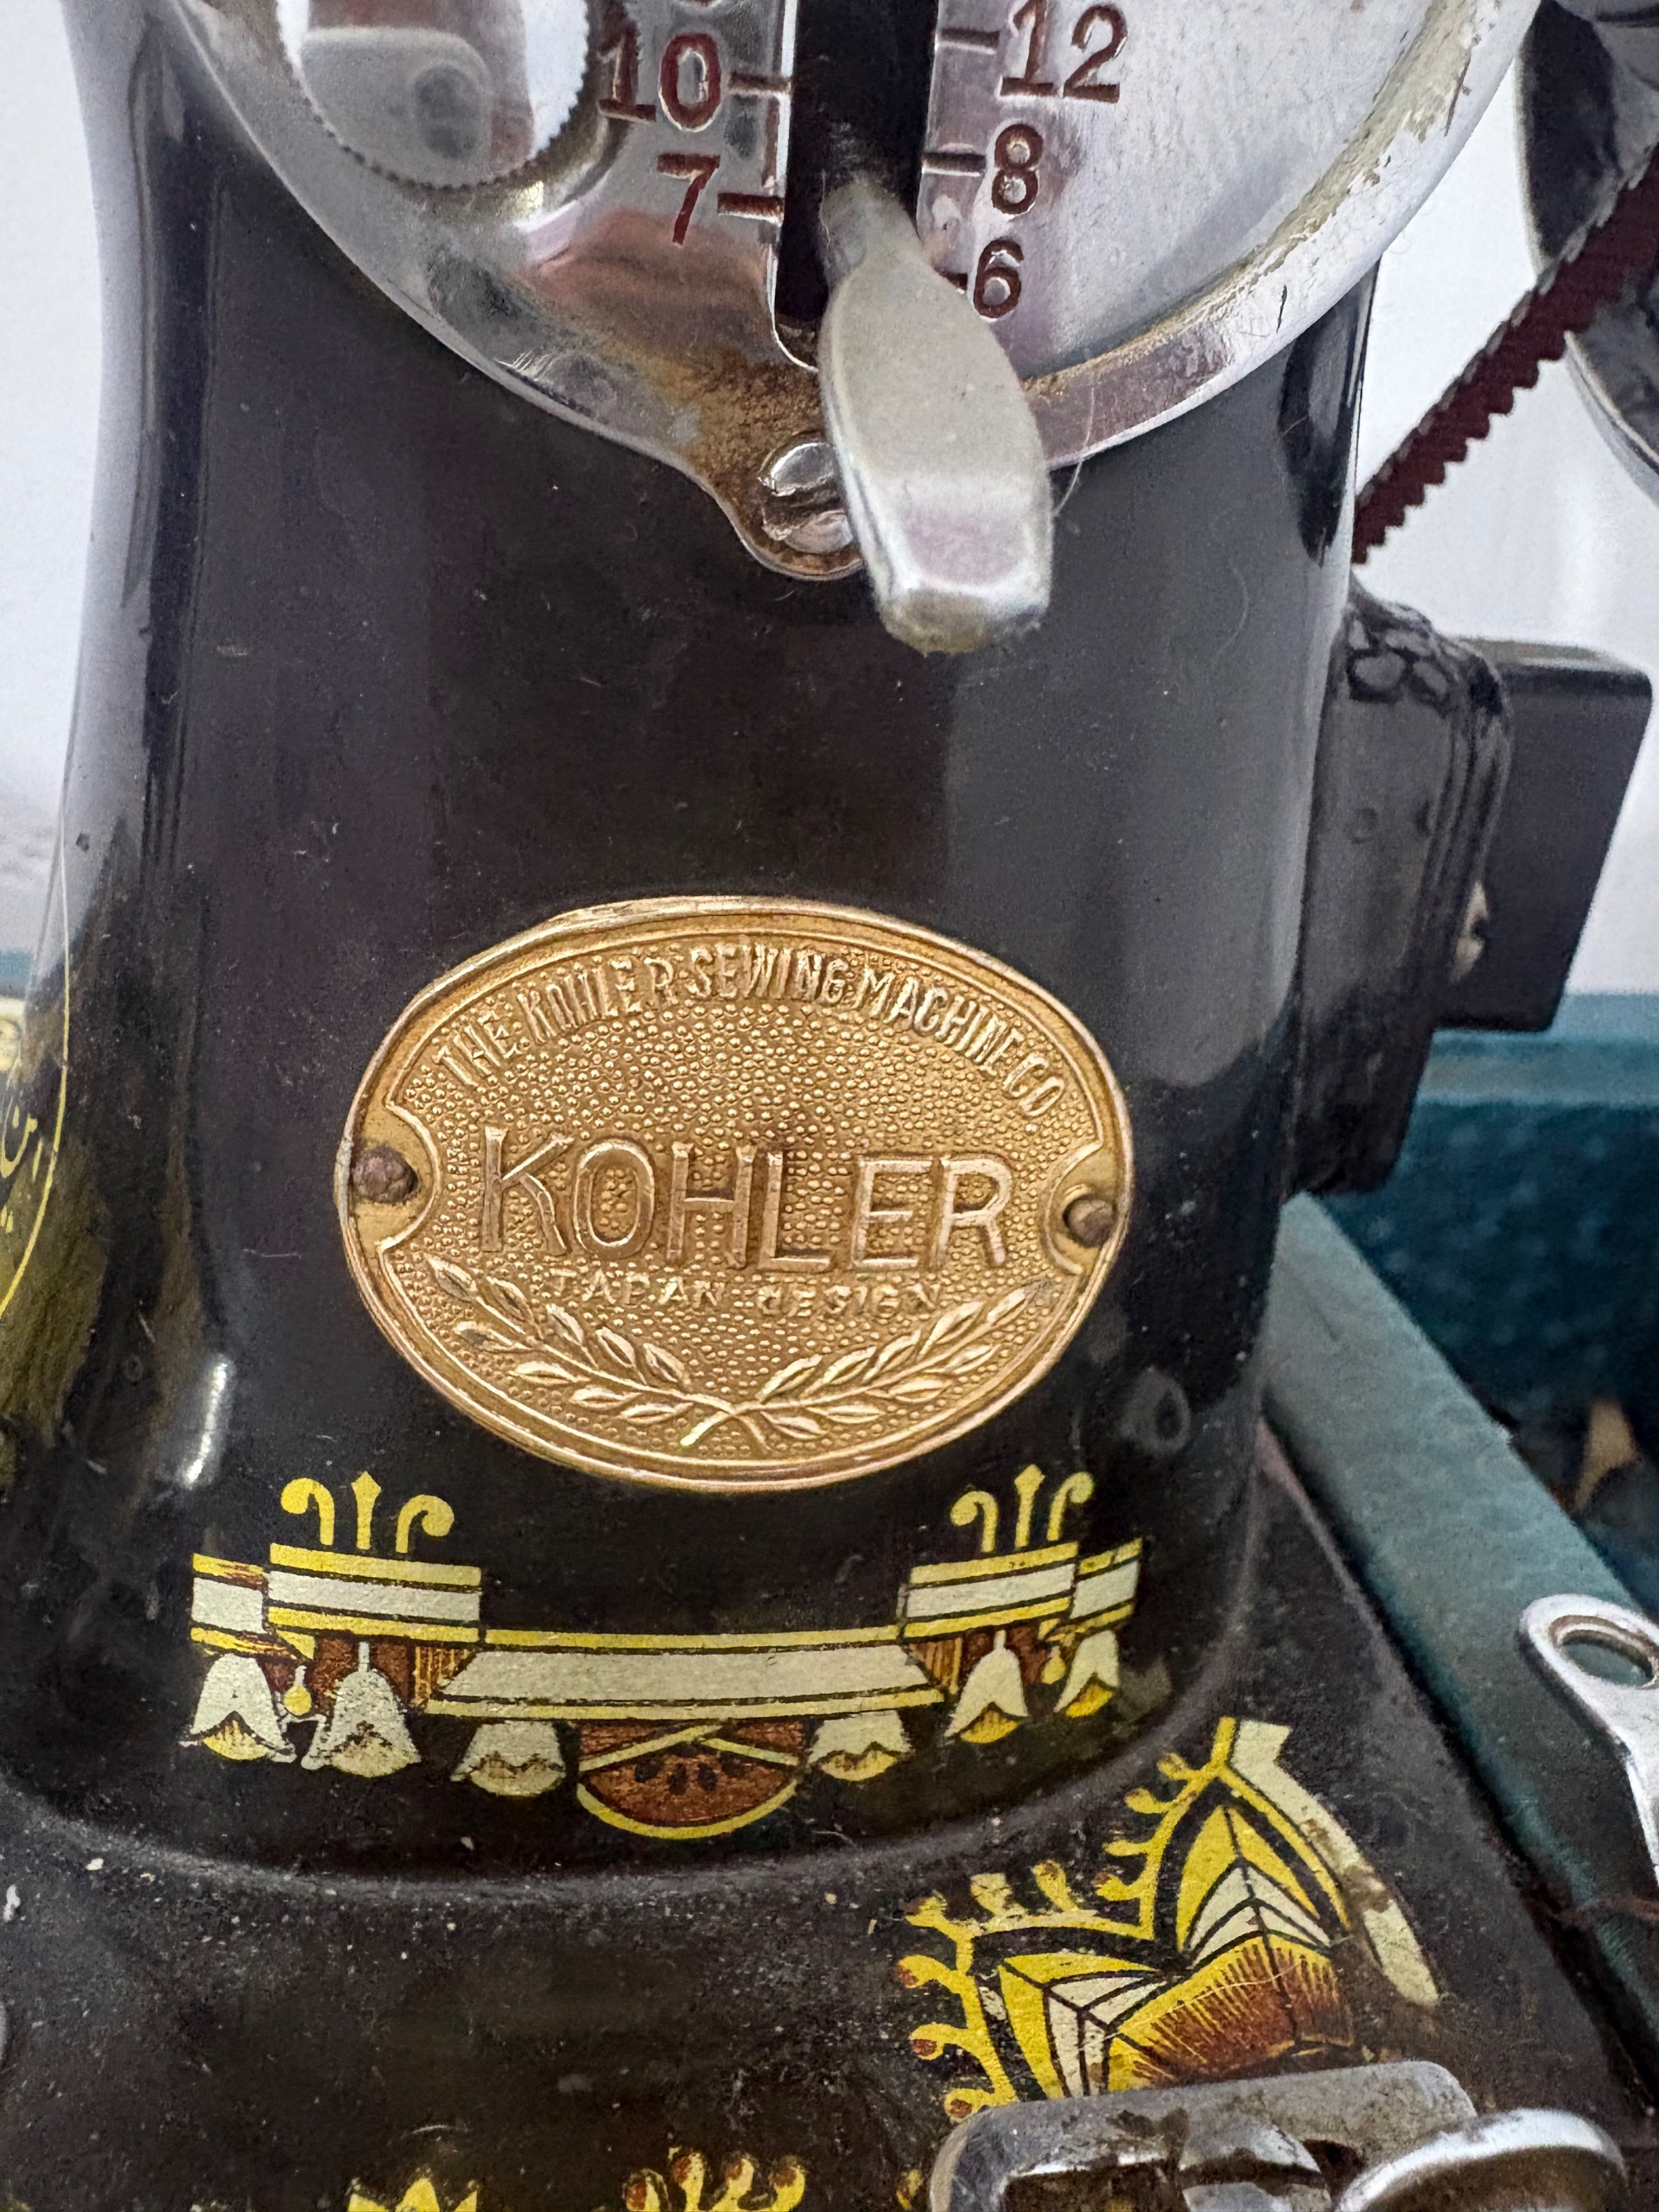 12
10
8
7
6
THE KOHLER SEWING MACHINE CO
KOHLER
JAPAN dESIGN